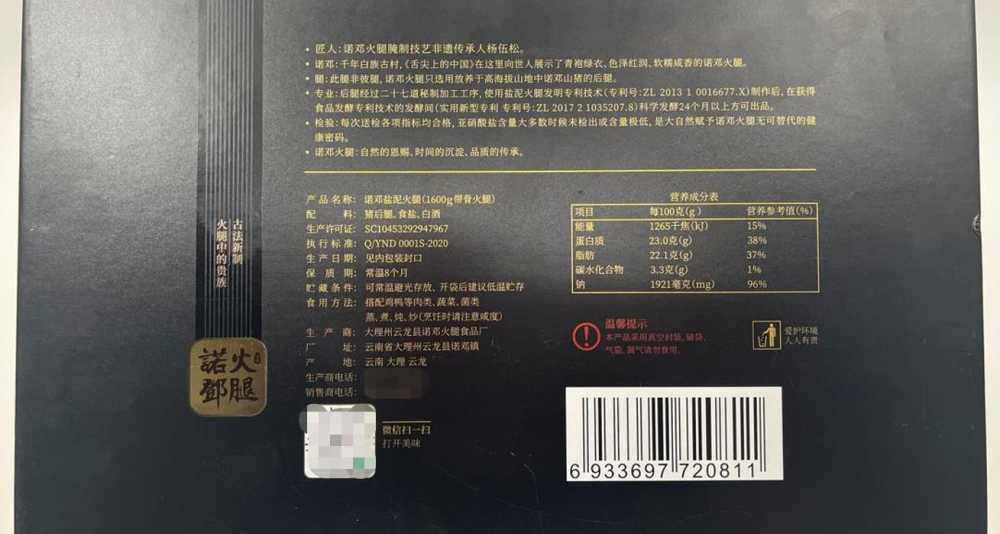 • 匠人：诺邓火腿腌制技艺非遗传承人杨伍松。
• 诺邓：千年白族古村，《舌尖上的中国》在这里向世人展示了青袍绿衣、色泽红润、软糯咸香的诺邓火腿。
• 腿：此腿非彼腿，诺邓火腿只选用放养于高海拔山地中诺邓山猪的后腿。
• 专业：后腿经过二十七道秘制加工工序，使用盐泥火腿发明专利技术（专利号：ZL 2013 1 0016677.X）制作后，在获得
食品发酵专利技术的发酵间（实用新型专利 专利号：ZL 2017 2 1035207.8）科学发酵24个月以上方可出品。
• 检验：每次送检各项指标均合格，亚硝酸盐含量大多数时候未检出或含量极低，是大自然赋予诺邓火腿无可替代的健
康密码。
• 诺邓火腿：自然的恩赐、时间的沉淀、品质的传承。
古法新制
火腿中的贵族
諾鄧
火腿
产品名称：诺邓盐泥火腿（1600g带骨火腿）
配料：猪后腿、食盐、白酒
生产许可证：SC10453292947967
执行标准：Q/YND 0001S-2020
生产日期：见内包装封口
保质期：常温8个月
贮藏条件：可常温避光存放，开袋后建议低温贮存
食用方法：搭配鸡鸭等肉类、蔬菜、菌类
蒸、煮、炖、炒（烹饪时请注意咸度）
生产商：大理州云龙县诺邓火腿食品厂
厂址：云南省大理州云龙县诺邓镇
产地：云南 大理 云龙
生产商电话：
销售商电话：
微信扫一扫
打开美味
营养成分表
项目 每100克(g) 营养参考值(%)
能量 1265千焦(kJ) 15%
蛋白质 23.0克(g) 38%
脂肪 22.1克(g) 37%
碳水化合物 3.3克(g) 1%
钠 1921毫克(mg) 96%
温馨提示
本产品采用真空封装，破袋、
气袋、漏气请勿食用。
爱护环境
人人有责
6 933697 720811